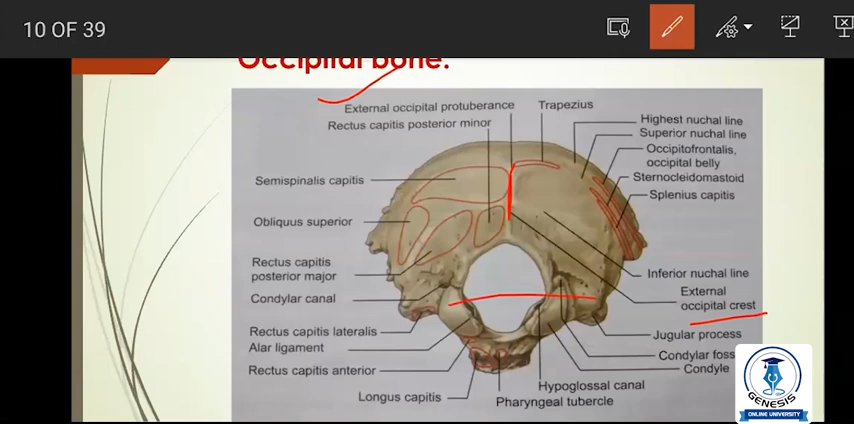 10 OF 39
Occipital bone:
External occipital protuberance
Trapezius
Rectus capitis posterior minor
Highest nuchal line
Superior nuchal line
Occipitofrontalis,
occipital belly
Semispinalis capitis
Sternocleidomastoid
Splenius capitis
Obliquus superior
Rectus capitis
posterior major
Inferior nuchal line
Condylar canal
External
occipital crest
Rectus capitis lateralis
Jugular process
Alar ligament
Condylar foss
Rectus capitis anterior
Condyle
Hypoglossal canal
Longus capitis
Pharyngeal tubercle
GENESIS
ONLINE UNIVERSITY